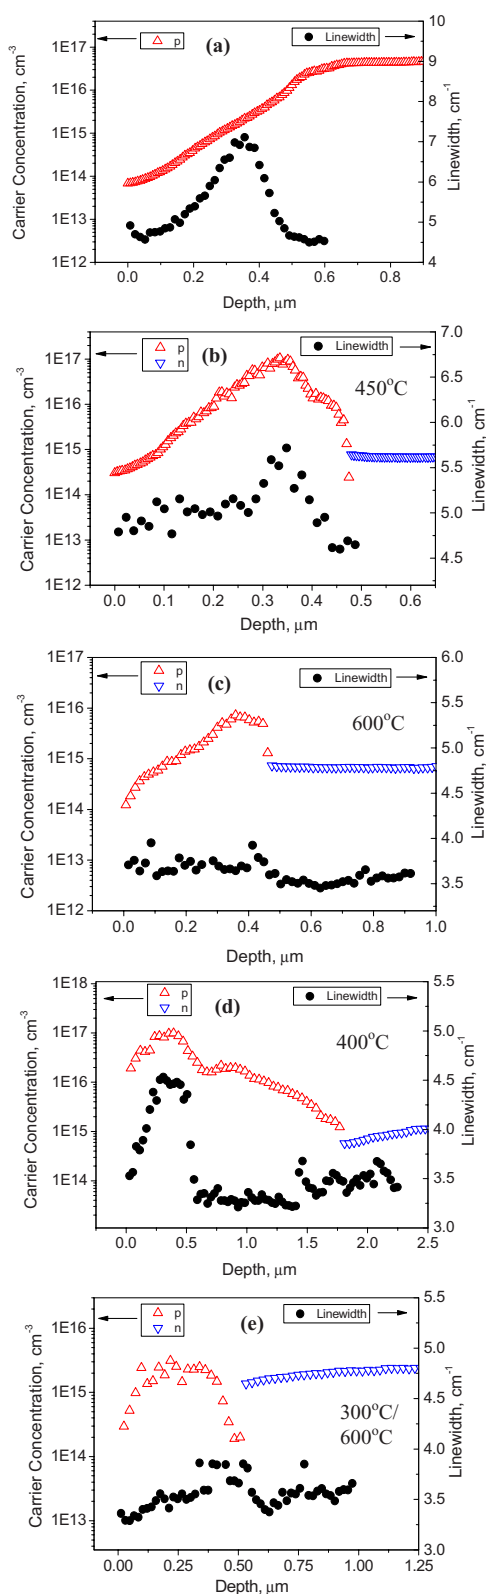 p Linewidth
(a)
10
1E17
9
1E16
8
1E15
7
1E14
6
1E13
5
1E12
4
Carrier Concentration, cm-3
Linewidth, cm-1
0.0 0.2 0.4 0.6 0.8
Depth, μm
p
n
Linewidth
(b)
450oC
7.0
1E17
6.5
1E16
6.0
1E15
5.5
1E14
5.0
1E13
4.5
1E12
Carrier Concentration, cm-3
Linewidth, cm-1
0.0 0.1 0.2 0.3 0.4 0.5 0.6
Depth, μm
p
n
Linewidth
(c)
600oC
1E17
6.0
1E16
5.5
1E15
5.0
4.5
1E14
4.0
1E13
3.5
1E12
Carrier Concentration, cm-3
Linewidth, cm-1
0.0 0.2 0.4 0.6 0.8 1.0
Depth, μm
p
n
Linewidth
(d)
400oC
1E18
5.5
1E17
5.0
1E16
4.5
1E15
4.0
1E14
3.5
3.0
Carrier Concentration, cm-3
Linewidth, cm-1
0.0 0.5 1.0 1.5 2.0 2.5
Depth, μm
p
n
Linewidth
(e)
300oC/
600oC
5.5
1E16
5.0
1E15
4.5
4.0
1E14
3.5
1E13
3.0
Carrier Concentration, cm-3
Linewidth, cm-1
0.00 0.25 0.50 0.75 1.00 1.25
Depth, μm